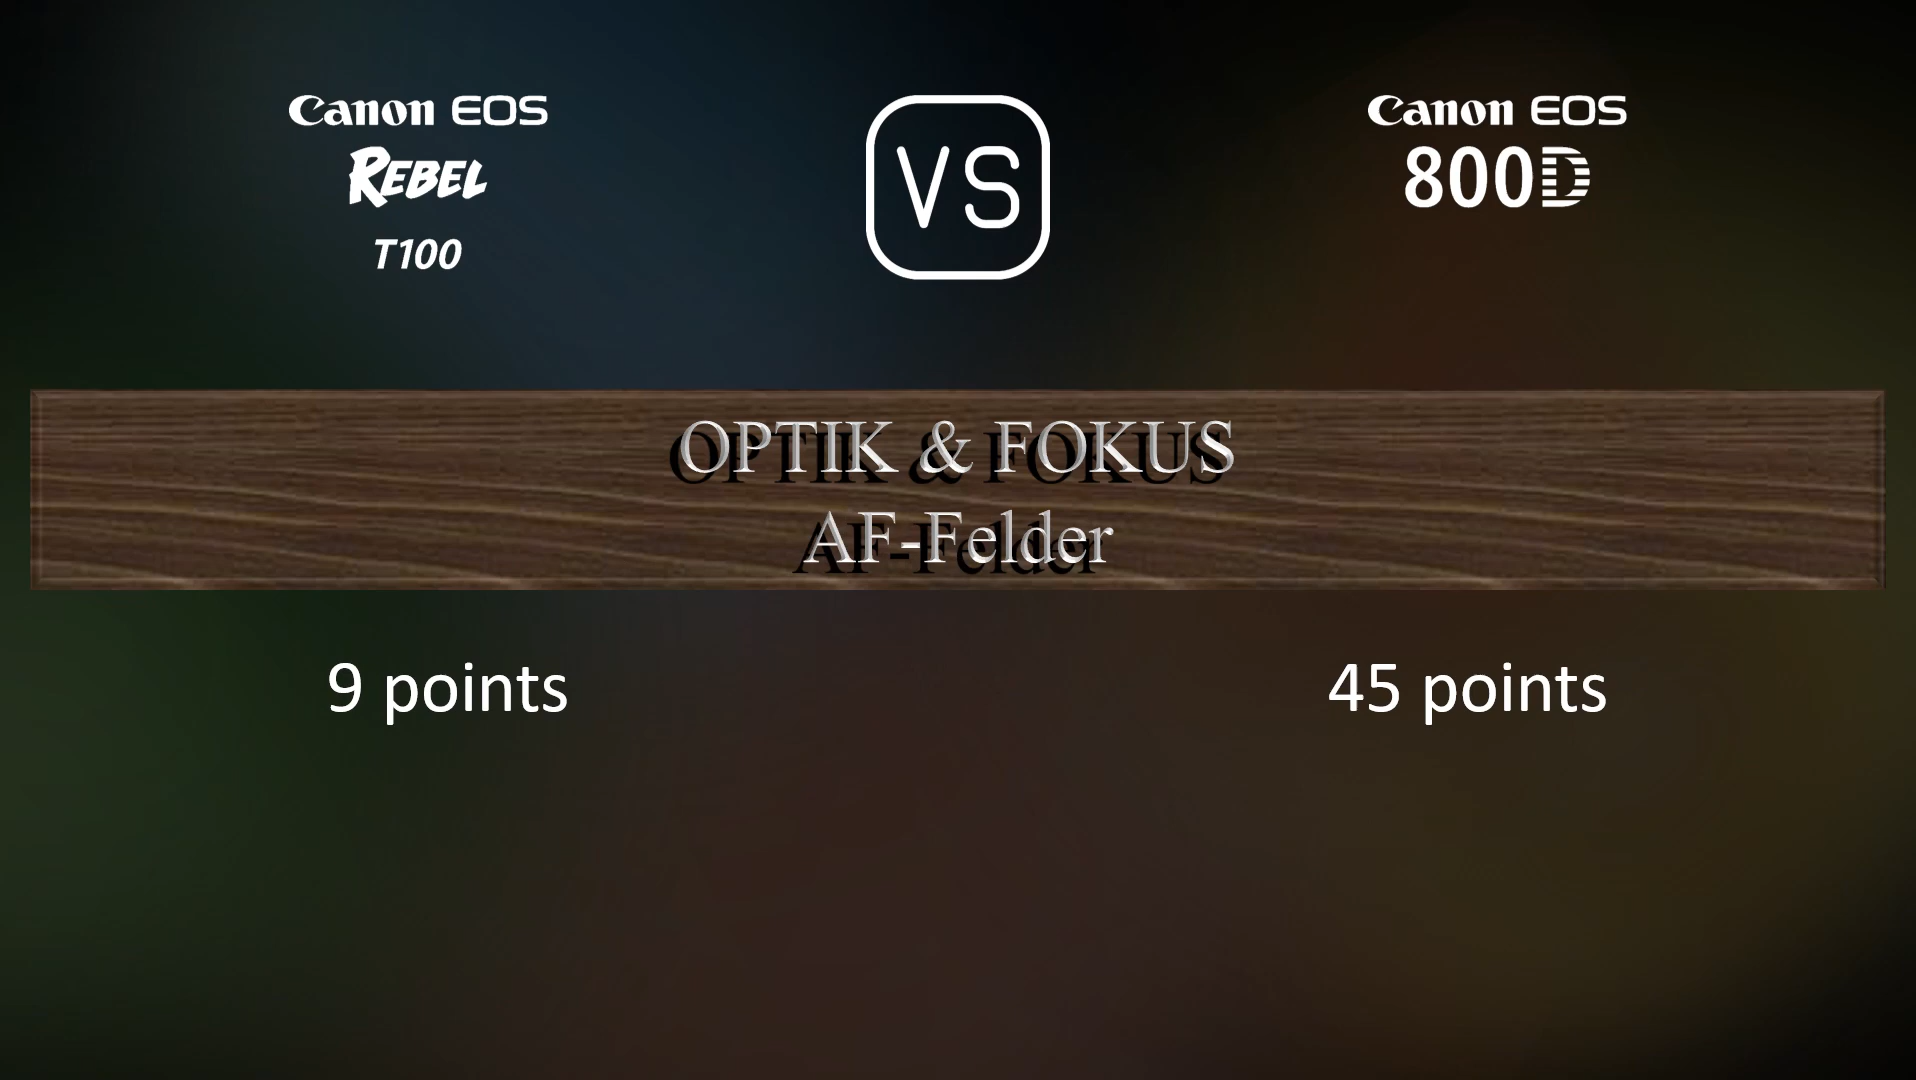 Canon EOS
REBEL
T100
VS
Canon EOS
800D
OPTIK & FOKUS
AF-Felder
9 points
45 points